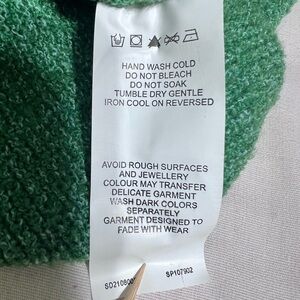 HAND WASH COLD
DO NOT BLEACH
DO NOT SOAK
TUMBLE DRY GENTLE
IRON COOL ON REVERSED
AVOID ROUGH SURFACES
AND JEWELLERY
COLOUR MAY TRANSFER
DELICATE GARMENT
WASH DARK COLORS
SEPARATELY
GARMENT DESIGNED TO
FADE WITH WEAR
SP107902